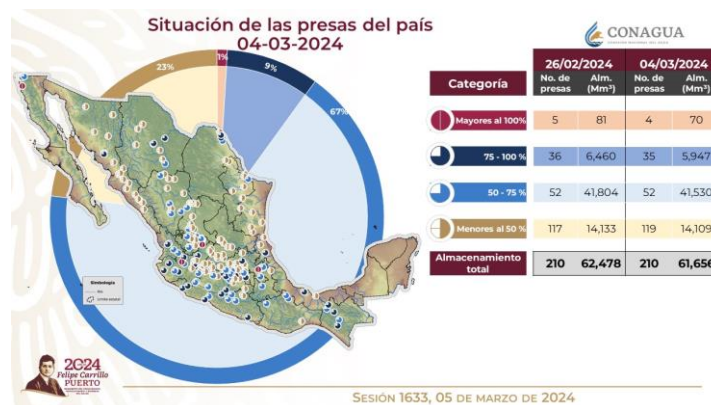 Situación de las presas del país
04-03-2024
CONAGUA
23%
1%
9%
67%
26/02/2024 04/03/2024
Categoría No. de presas Alm. (Mm³) No. de presas Alm. (Mm³)
Mayores al 100% 5 81 4 70
75 - 100 % 36 6,460 35 5,947
50 - 75 % 52 41,804 52 41,530
Menores al 50 % 117 14,133 119 14,109
Almacenamiento total 210 62,478 210 61,656
Simbología
2024
Felipe Carrillo
PUERTO
SESIÓN 1633, 05 DE MARZO DE 2024